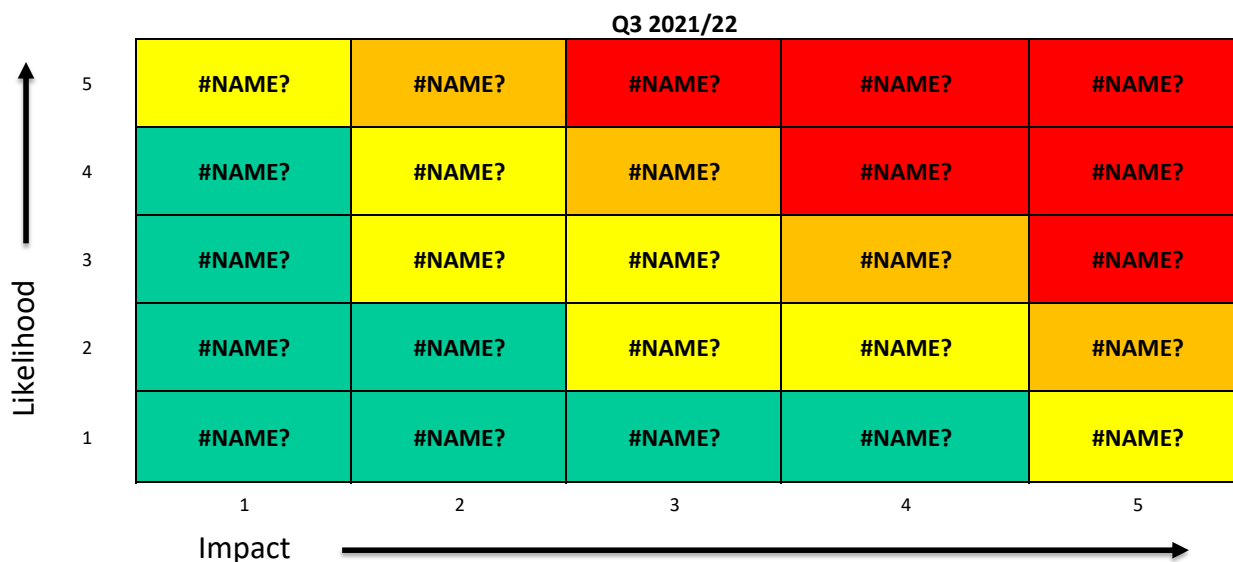 Q3 2021/22
5 #NAME? #NAME? #NAME? #NAME? #NAME?
4 #NAME? #NAME? #NAME? #NAME? #NAME?
3 #NAME? #NAME? #NAME? #NAME? #NAME?
2 #NAME? #NAME? #NAME? #NAME? #NAME?
1 #NAME? #NAME? #NAME? #NAME? #NAME?
Likelihood
1 2 3 4 5
Impact